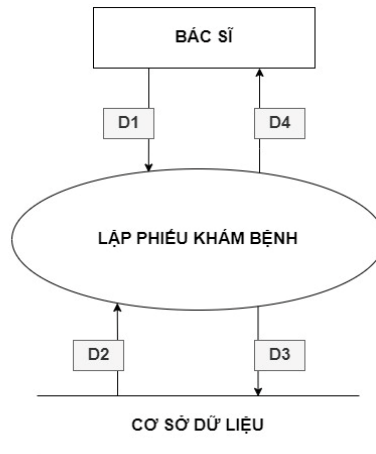 BÁC SĨ
D1
D4
LẬP PHIẾU KHÁM BỆNH
D2
D3
CƠ SỞ DỮ LIỆU